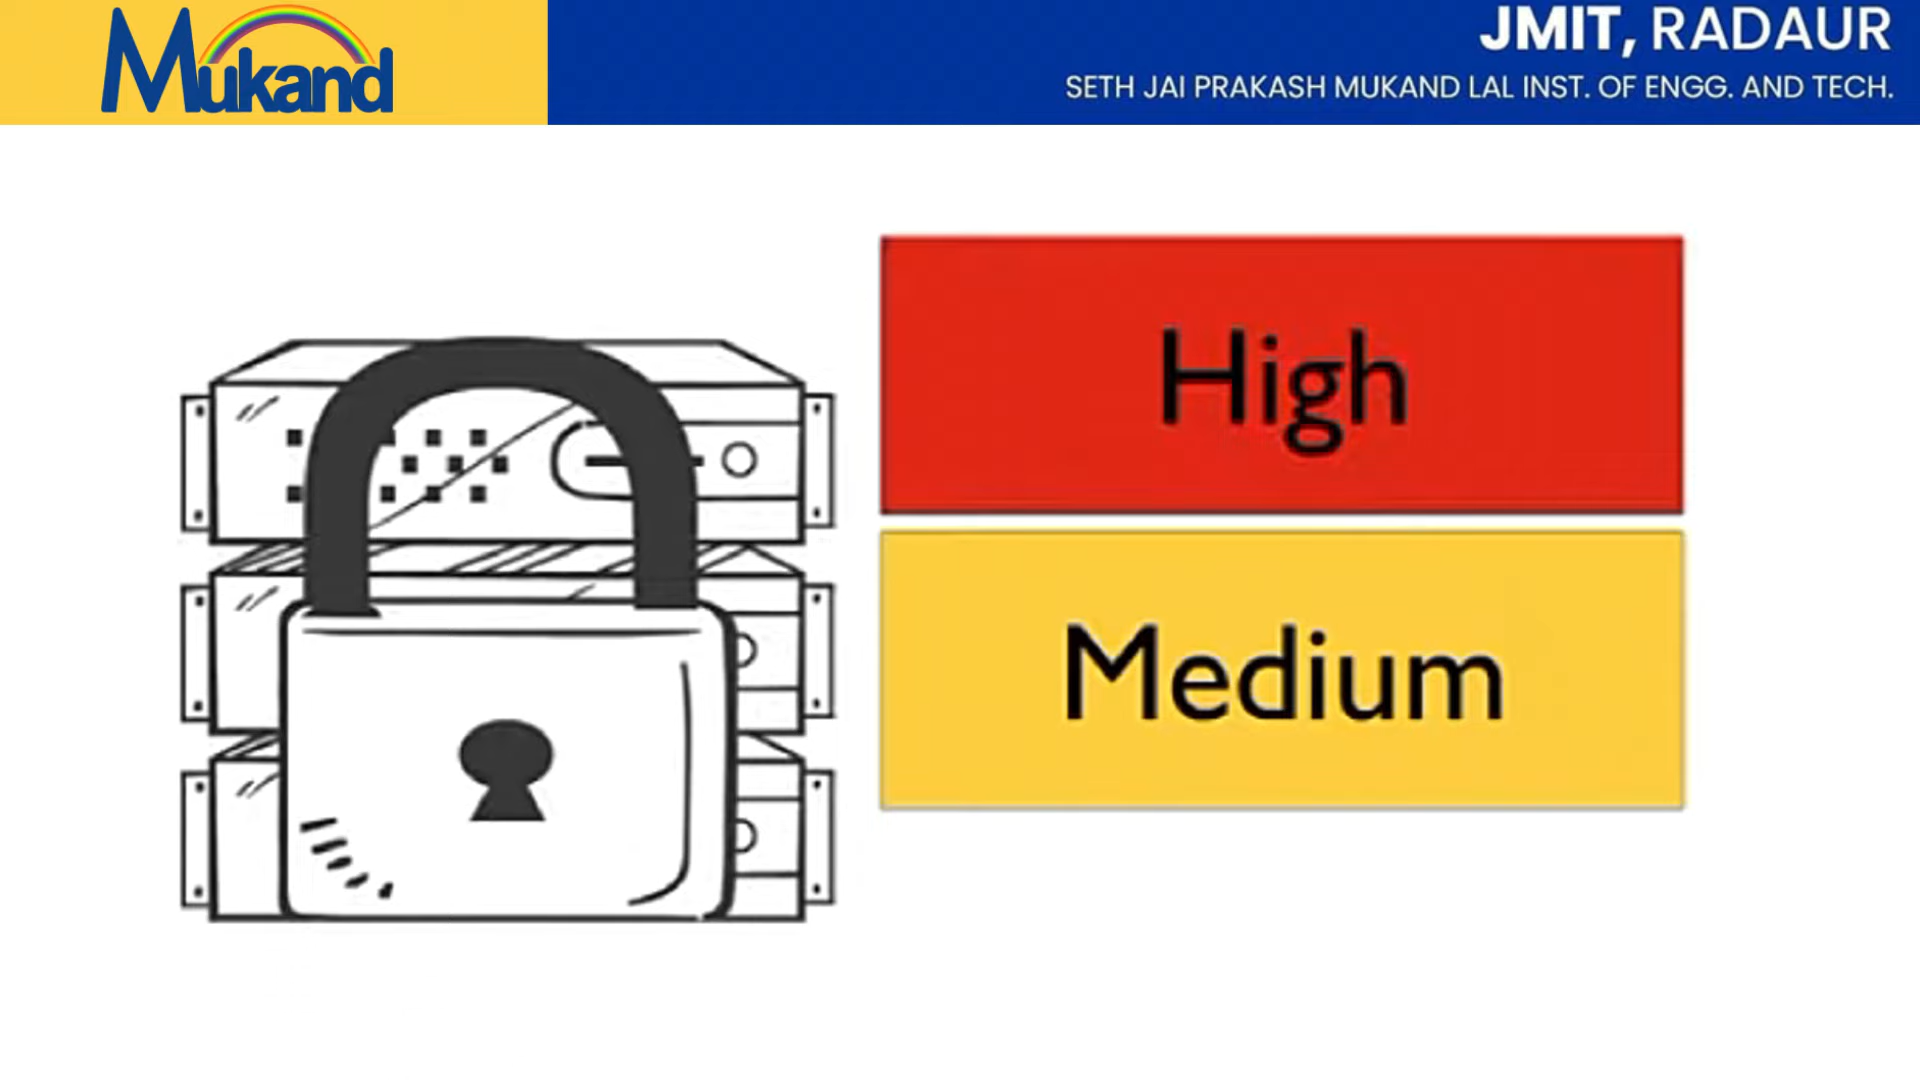 Mukand
JMIT, RADAUR
SETH JAI PRAKASH MUKAND LAL INST. OF ENGG. AND TECH.
High
Medium